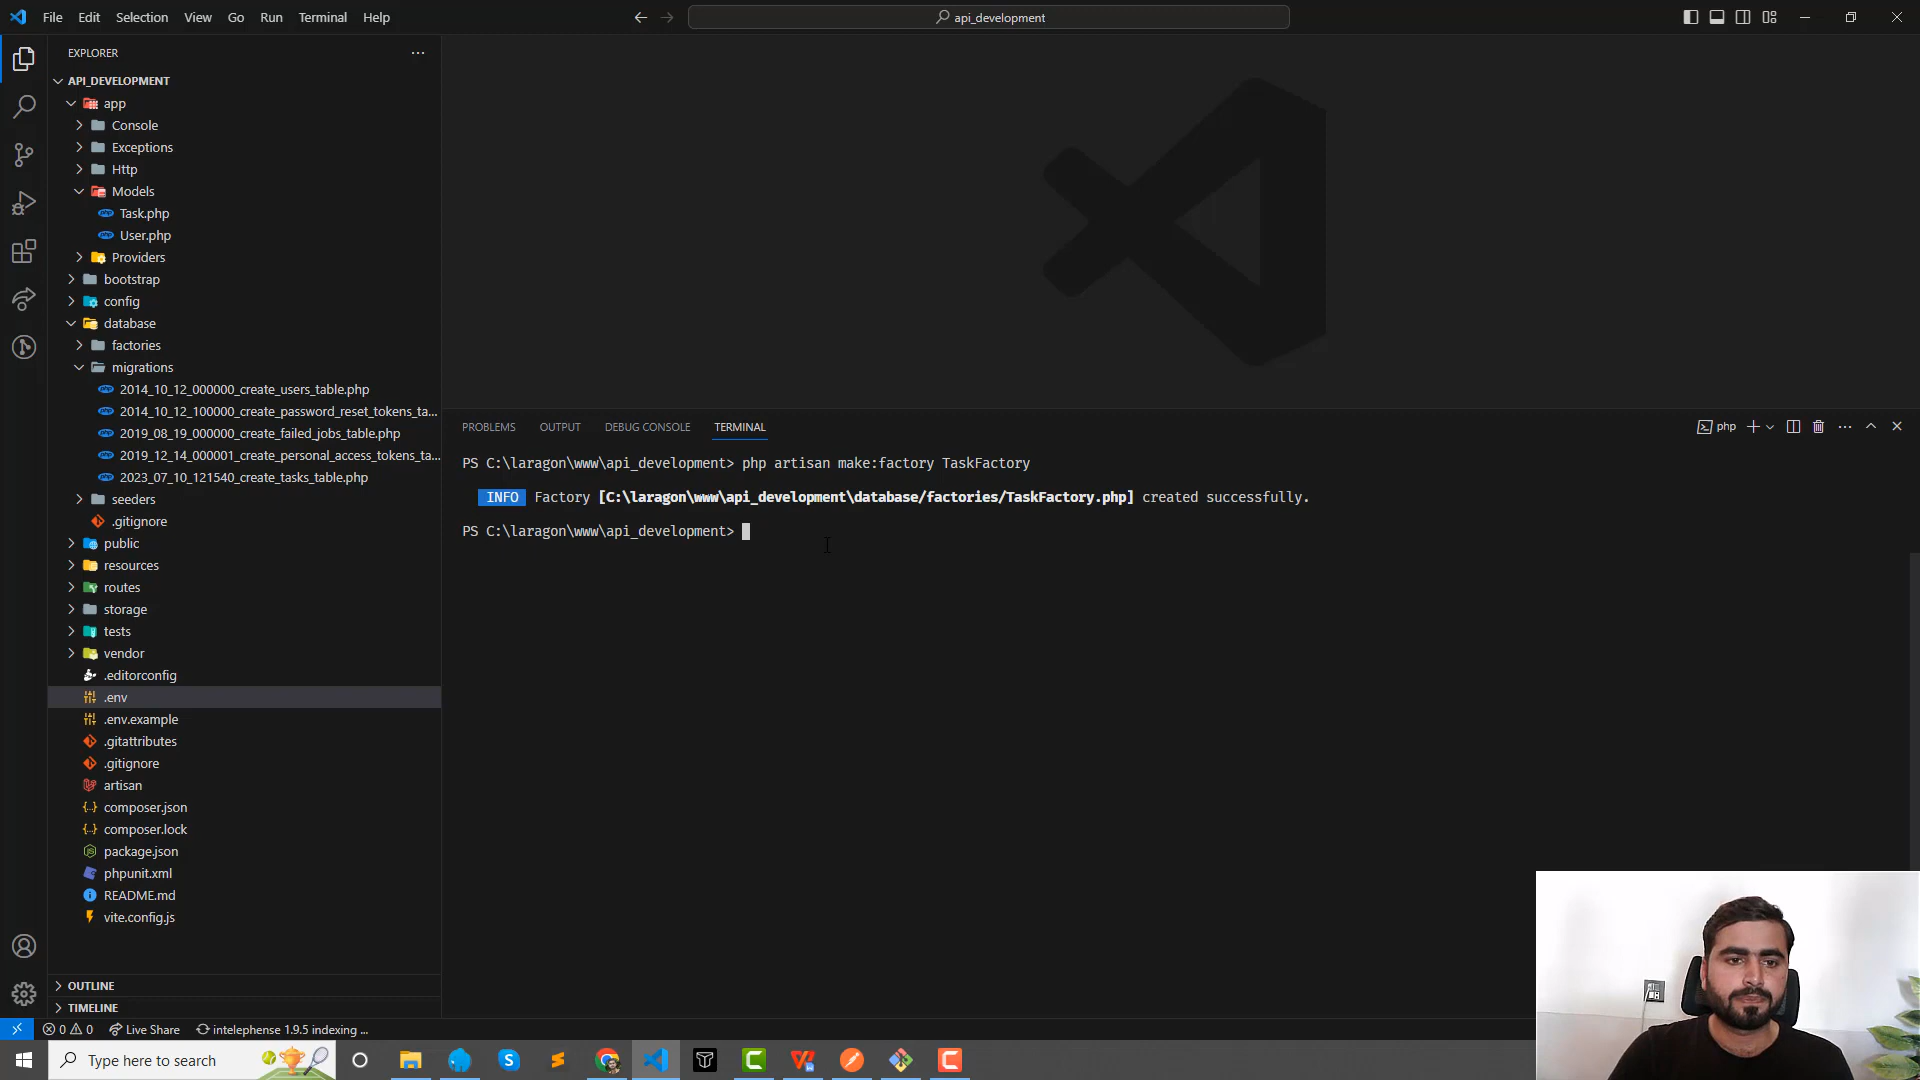 File Edit Selection View Go Run Terminal Help
api_development
EXPLORER
API_DEVELOPMENT
app
Console
Exceptions
Http
Models
Task.php
User.php
Providers
bootstrap
config
database
factories
migrations
2014_10_12_000000_create_users_table.php
2014_10_12_100000_create_password_reset_tokens_ta...
2019_08_19_000000_create_failed_jobs_table.php
2019_12_14_000001_create_personal_access_tokens_ta...
2023_07_10_121540_create_tasks_table.php
seeders
.gitignore
public
resources
routes
storage
tests
vendor
.editorconfig
.env
.env.example
.gitattributes
.gitignore
artisan
composer.json
composer.lock
package.json
phpunit.xml
README.md
vite.config.js
OUTLINE
TIMELINE
PROBLEMS OUTPUT DEBUG CONSOLE TERMINAL
php
PS C:\laragon\www\api_development> php artisan make:factory TaskFactory
INFO Factory [C:\laragon\www\api_development\database/factories/TaskFactory.php] created successfully.
PS C:\laragon\www\api_development>
0 0 Live Share intelephense 1.9.5 indexing ...
Type here to search